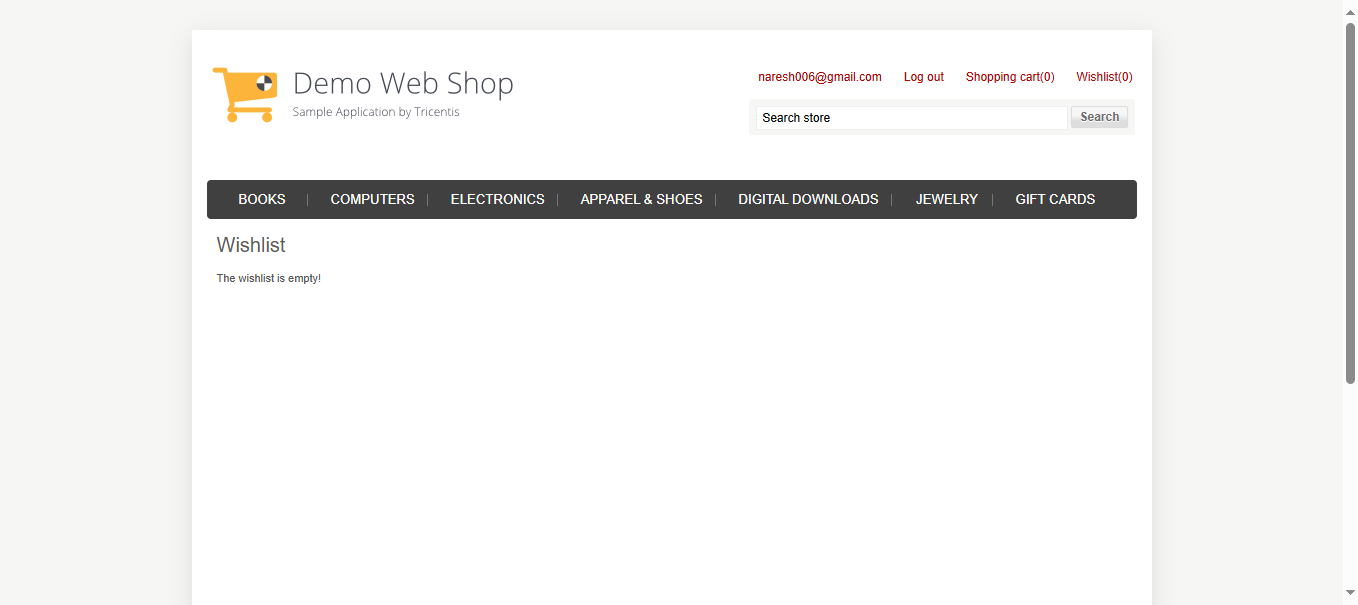 Demo Web Shop
Sample Application by Tricentis
naresh006@gmail.com Log out Shopping cart(0) Wishlist(0)
Search store Search
BOOKS COMPUTERS ELECTRONICS APPAREL & SHOES DIGITAL DOWNLOADS JEWELRY GIFT CARDS
Wishlist
The wishlist is empty!